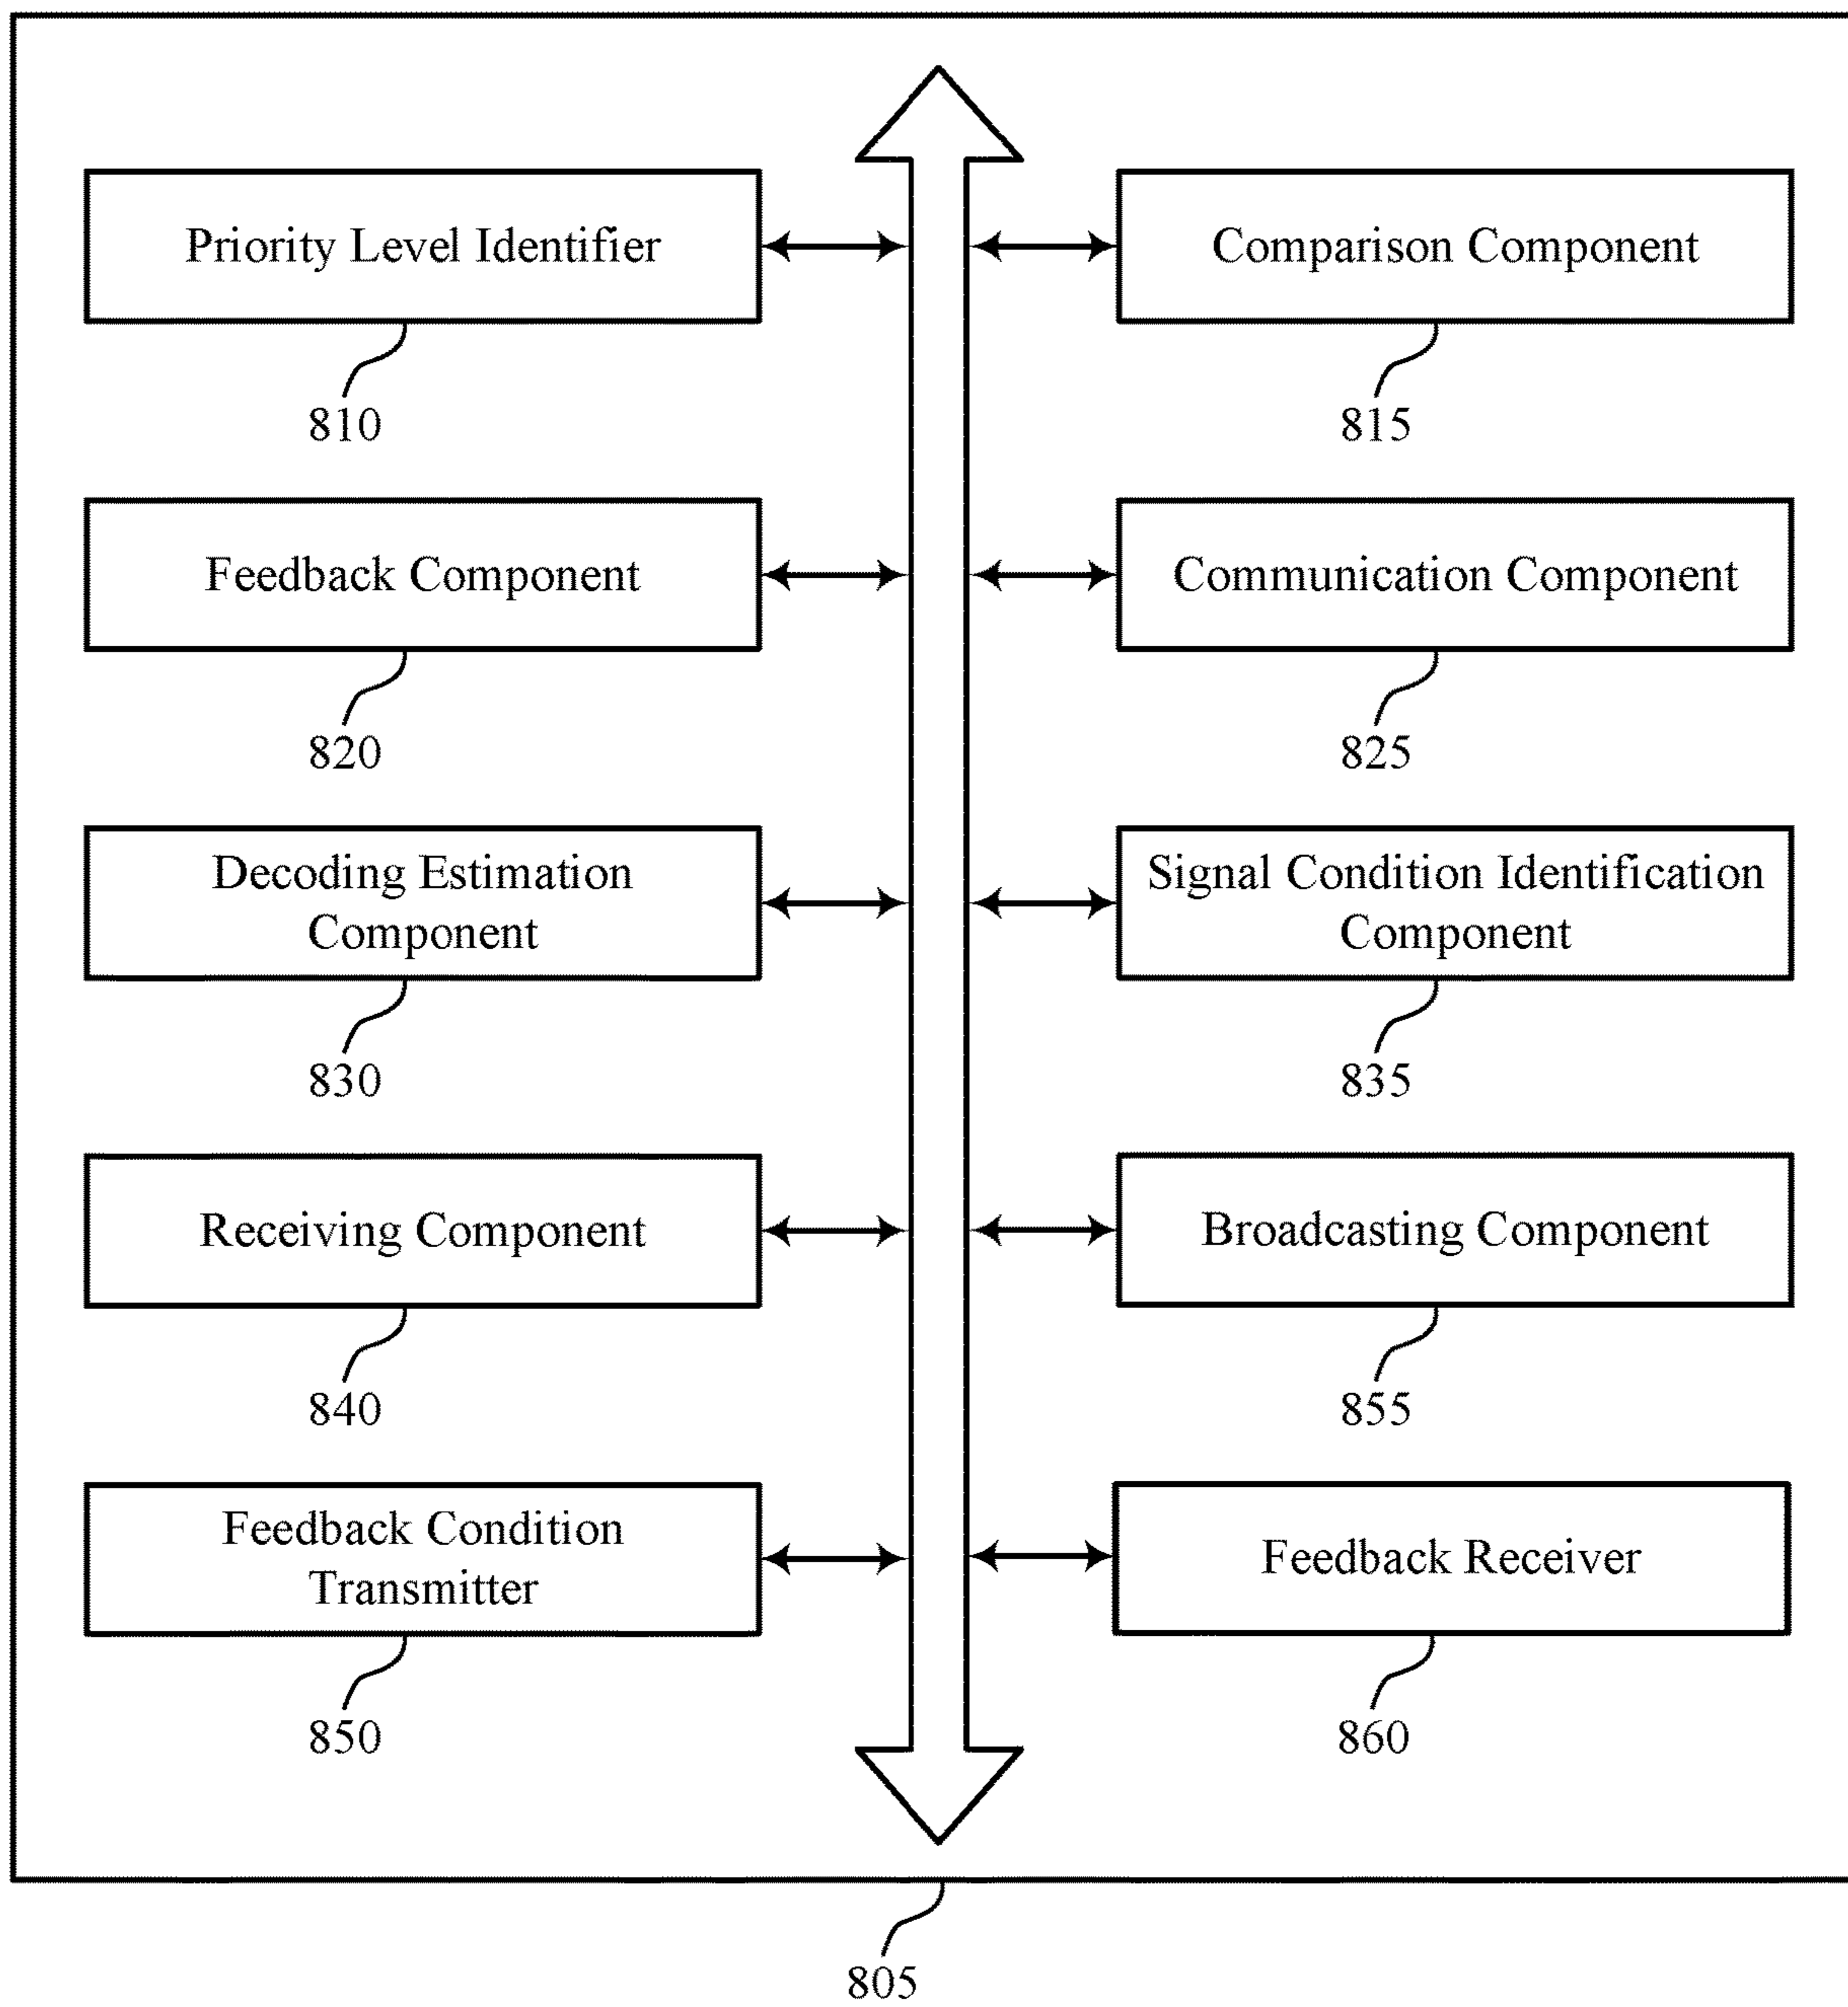 Priority Level Identifier
810
Comparison Component
815
Feedback Component
820
Communication Component
825
Decoding Estimation
Component
830
Signal Condition Identification
Component
835
Receiving Component
840
Broadcasting Component
855
Feedback Condition
Transmitter
850
Feedback Receiver
860
805